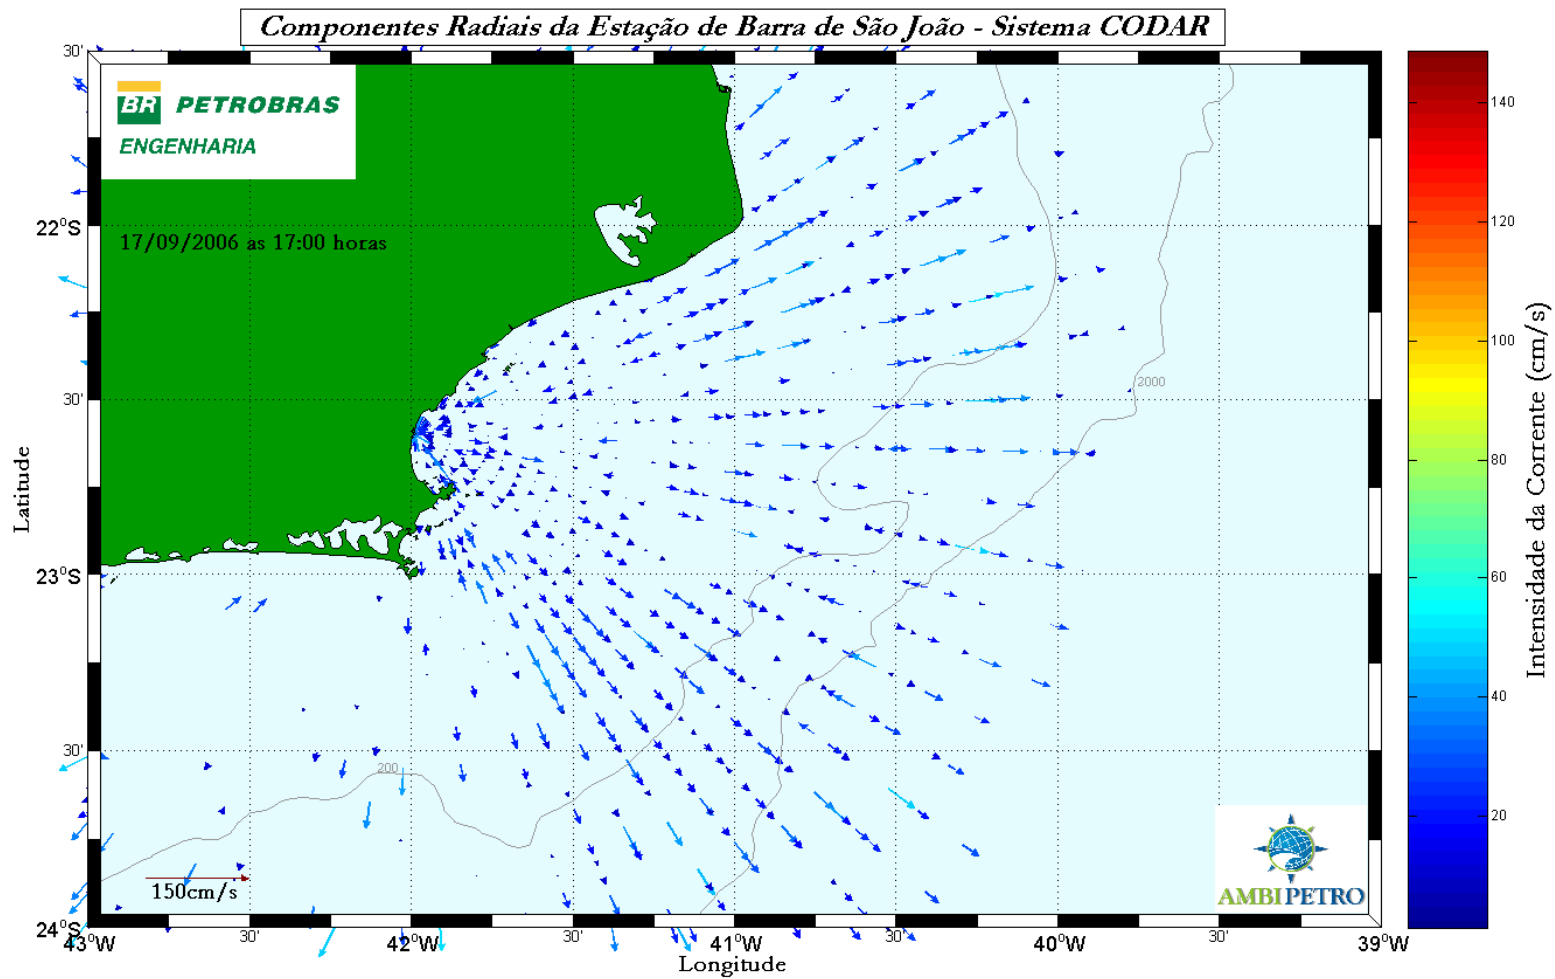 Componentes Radiais da Estação de Barra de São João - Sistema CODAR
BR PETROBRAS
ENGENHARIA
17/09/2006 as 17:00 horas
30'
22°S
30'
23°S
30'
24°S
Latitude
200
2000
150cm/s
AMBIPETRO
43°W
30'
42°W
30'
41°W
30'
40°W
30'
39°W
Longitude
140
120
100
80
60
40
20
Intensidade da Corrente (cm/s)